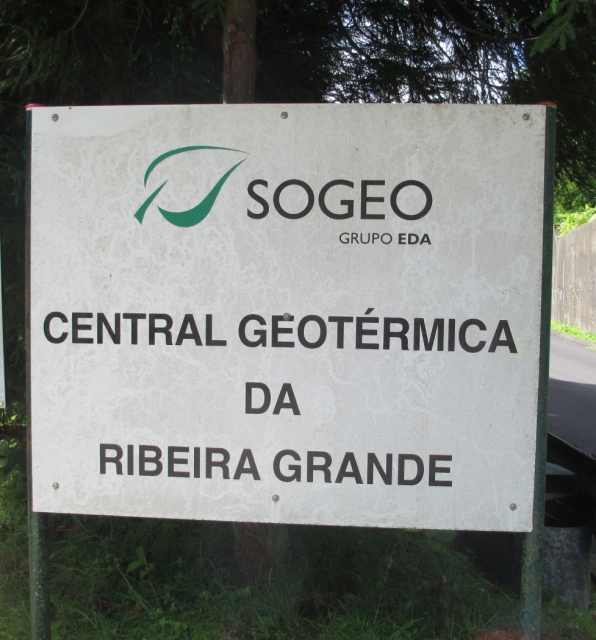 SOGEO
GRUPO EDA
CENTRAL GEOTÉRMICA
DA
RIBEIRA GRANDE